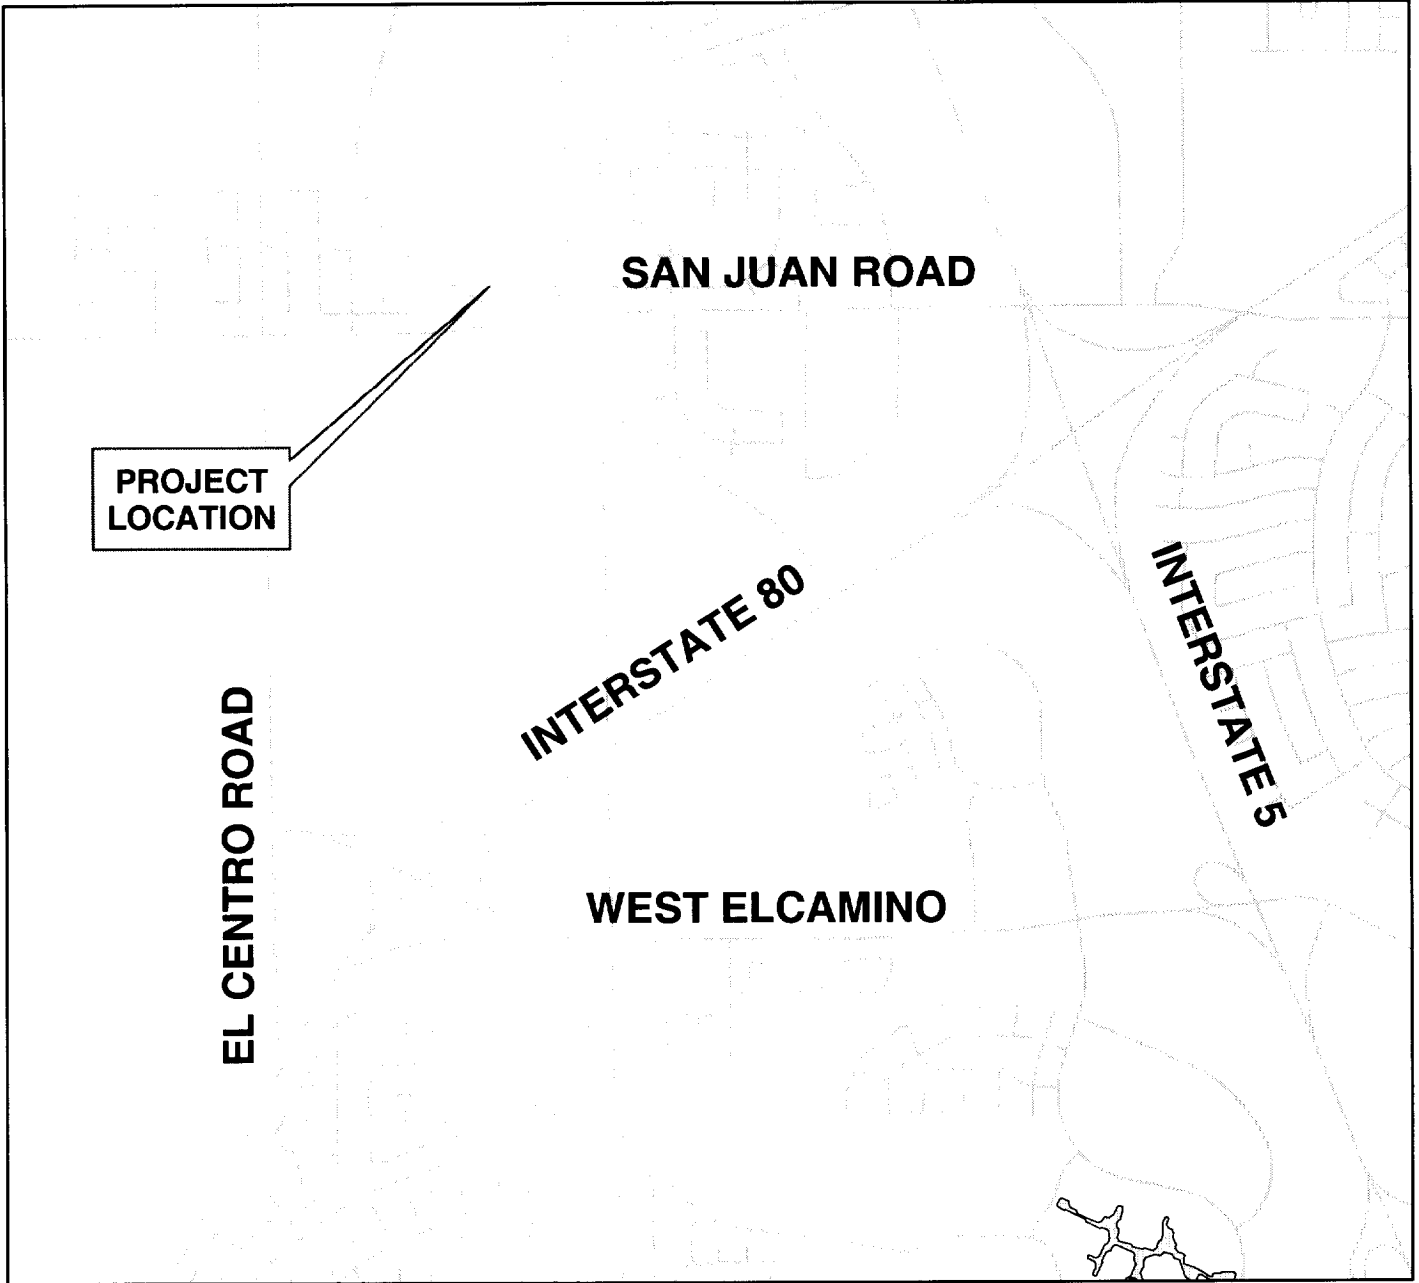 SAN JUAN ROAD
PROJECT
LOCATION
INTERSTATE 80
INTERSTATE 5
EL CENTRO ROAD
WEST ELCAMINO